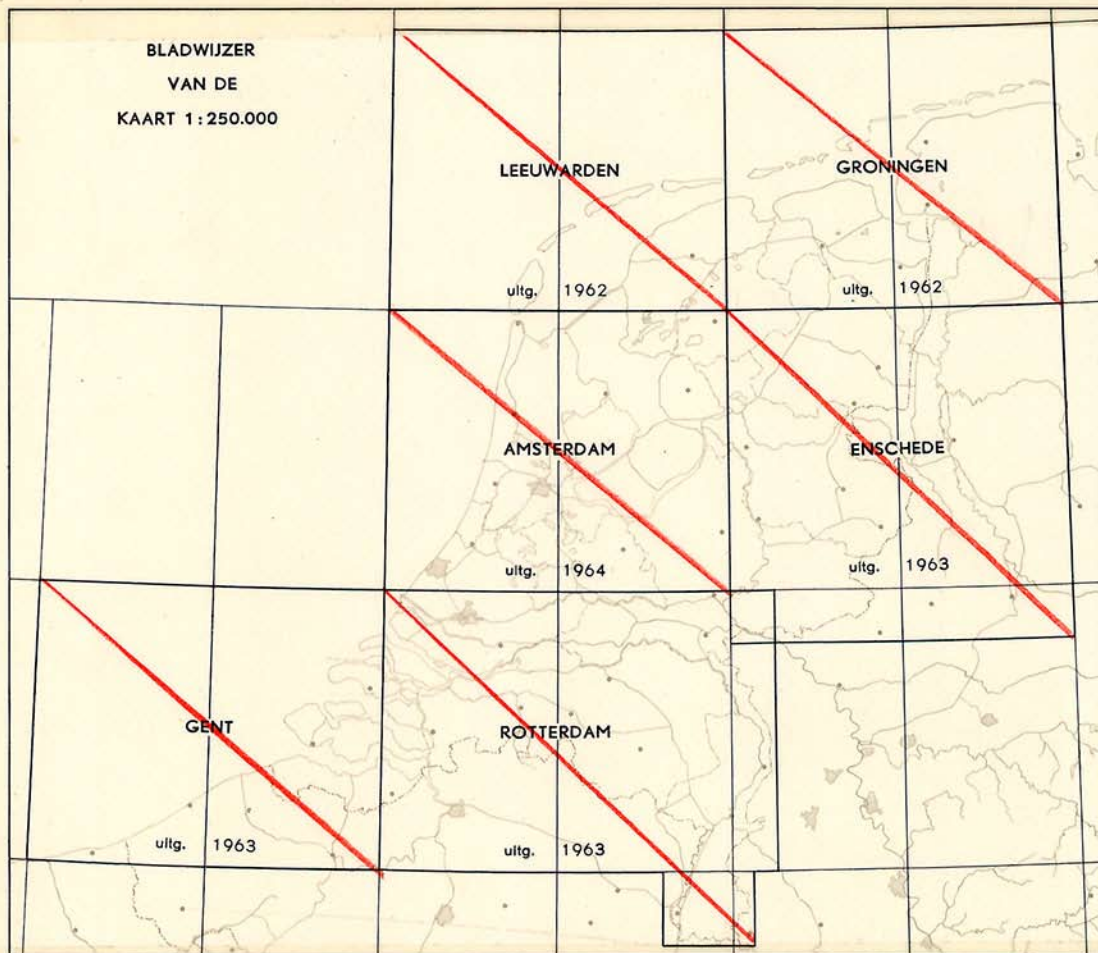 BLADWIJZER
VAN DE
KAART 1:250.000
LEEUWARDEN
GRONINGEN
uitg. 1962
uitg. 1962
AMSTERDAM
ENSCHEDE
uitg. 1964
uitg. 1963
GENT
ROTTERDAM
uitg. 1963
uitg. 1963